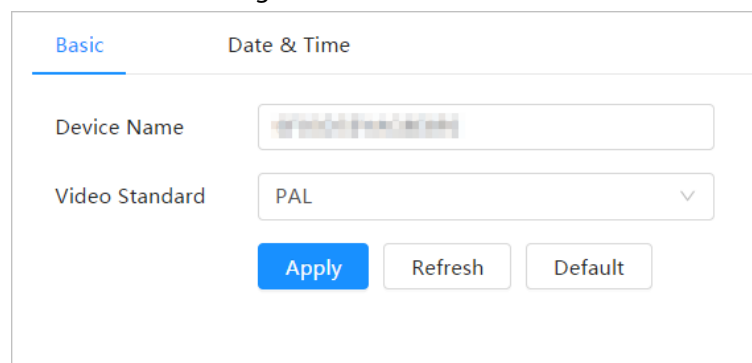 Basic Date & Time
Device Name
Video Standard PAL
Apply Refresh Default